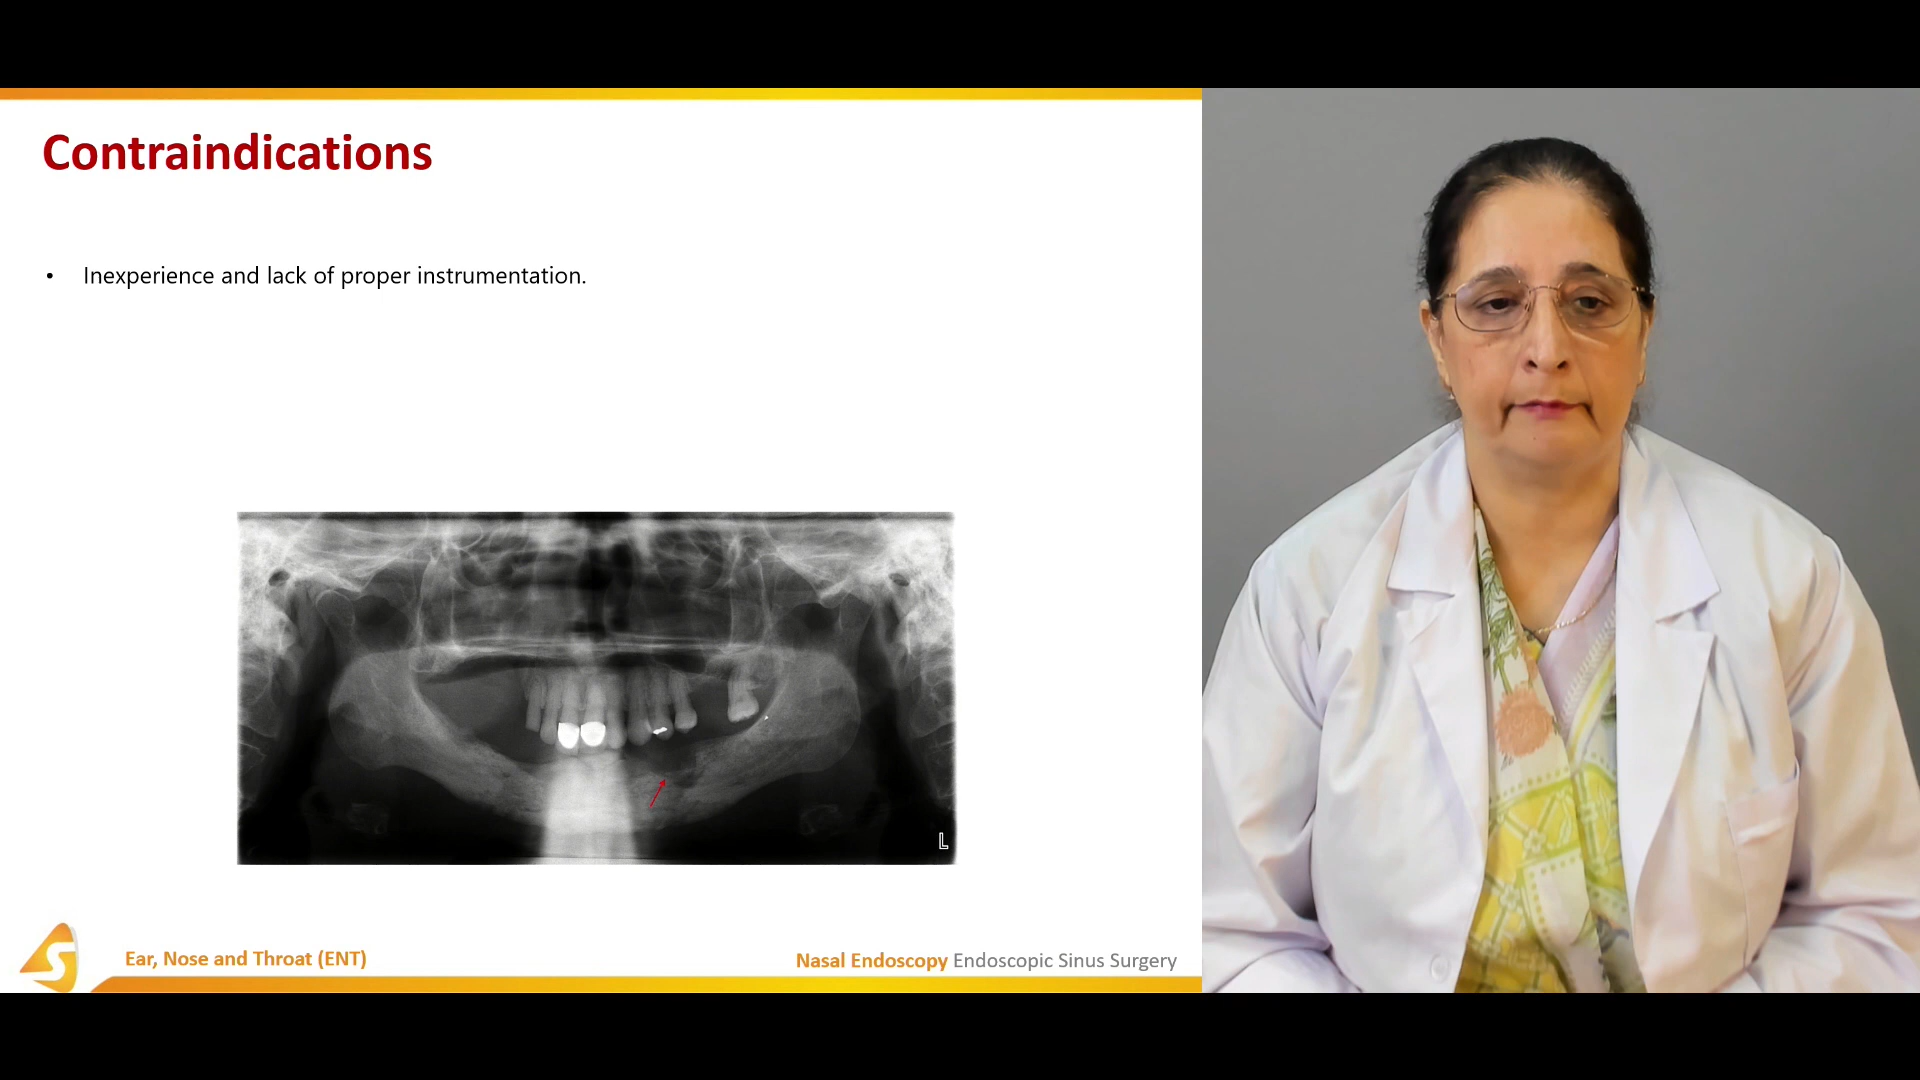 Contraindications
• Inexperience and lack of proper instrumentation.
L
S
Ear, Nose and Throat (ENT)
Nasal Endoscopy Endoscopic Sinus Surgery